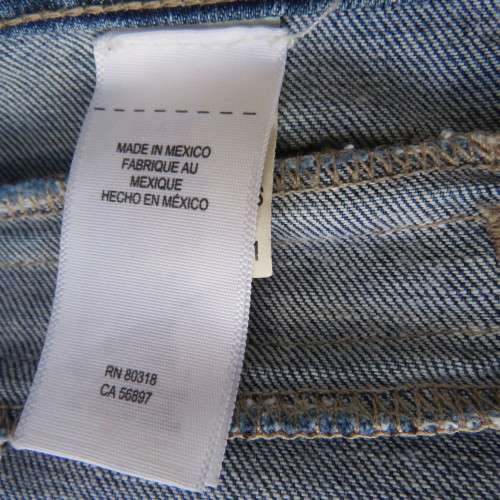 MADE IN MEXICO
FABRIQUE AU
MEXIQUE
HECHO EN MÉXICO
RN 80318
CA 56897